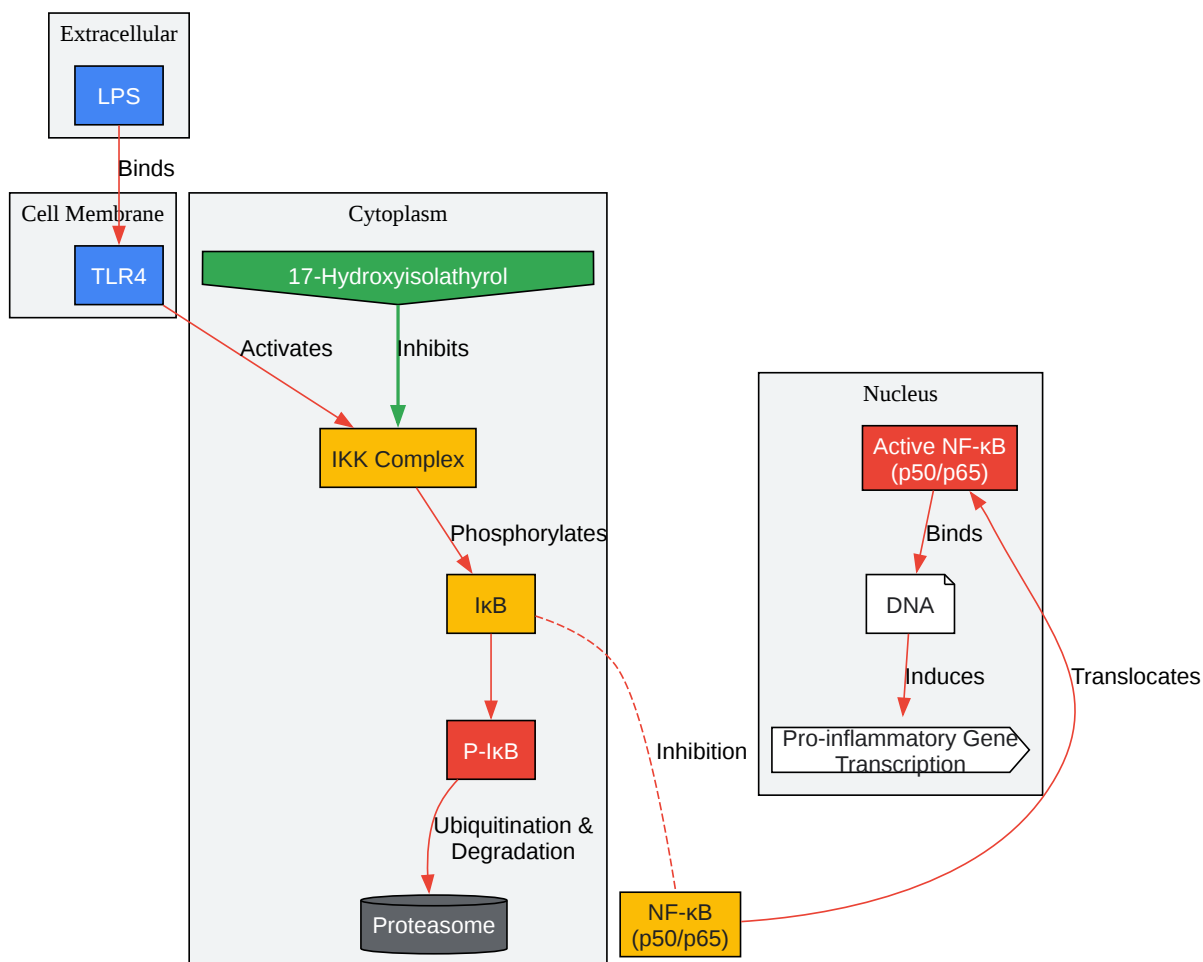 Extracellular
LPS
Binds
Cell Membrane
TLR4
Cytoplasm
17-Hydroxyisolathyrol
Activates
Inhibits
IKK Complex
Phosphorylates
IκB
P-IκB
Inhibition
Ubiquitination &
Degradation
Proteasome
NF-κB
(p50/p65)
Translocates
Nucleus
Active NF-κB
(p50/p65)
Binds
DNA
Induces
Pro-inflammatory Gene
Transcription